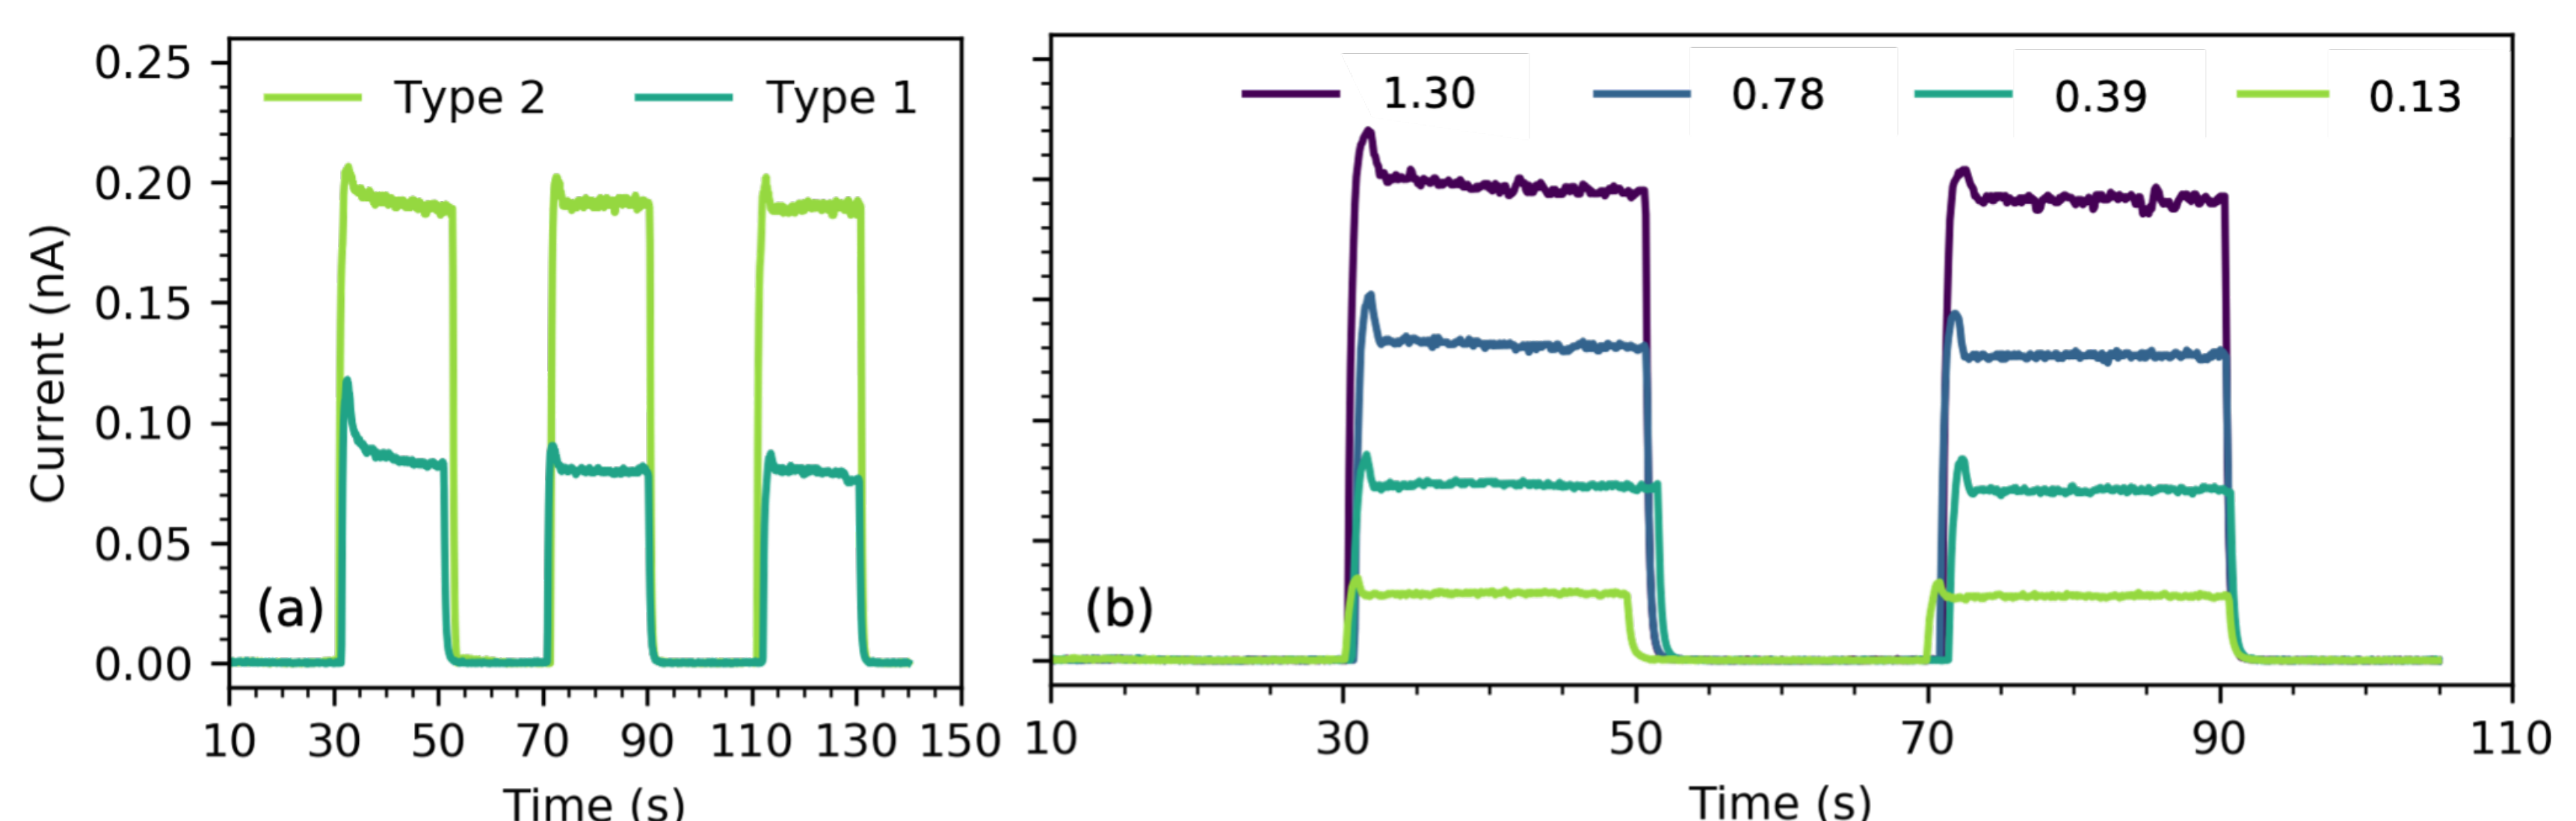 0.25
0.20
0.15
0.10
0.05
0.00
Current (nA)
Type 2
Type 1
(a)
10 30 50 70 90 110 130 150
Time (s)
1.30
0.78
0.39
0.13
(b)
10 30 50 70 90 110
Time (s)